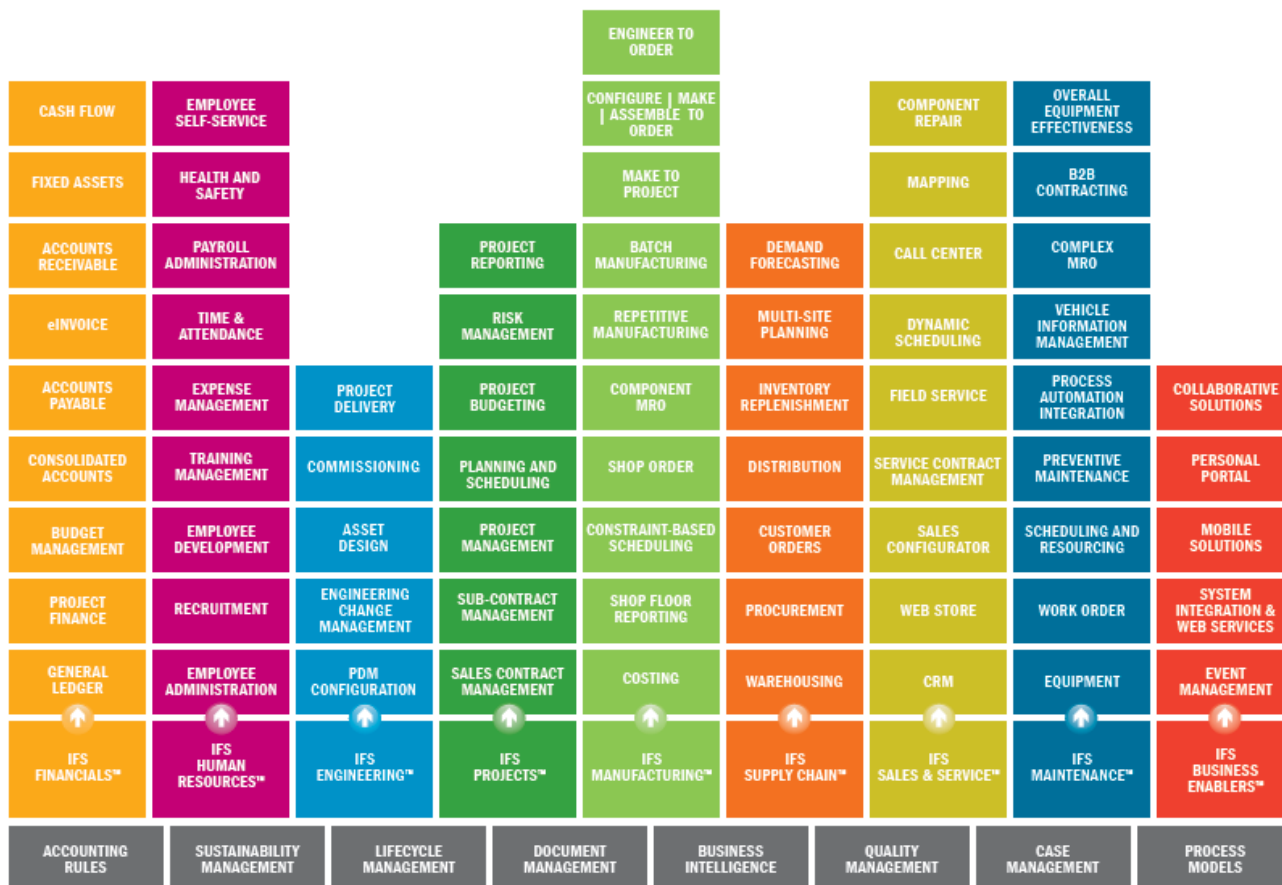 ENGINEER TO
ORDER
CASH FLOW
EMPLOYEE
SELF-SERVICE
CONFIGURE | MAKE
| ASSEMBLE TO
ORDER
COMPONENT
REPAIR
OVERALL
EQUIPMENT
EFFECTIVENESS
FIXED ASSETS
HEALTH AND
SAFETY
MAKE TO
PROJECT
MAPPING
B2B
CONTRACTING
ACCOUNTS
RECEIVABLE
PAYROLL
ADMINISTRATION
PROJECT
REPORTING
BATCH
MANUFACTURING
DEMAND
FORECASTING
CALL CENTER
COMPLEX
MRO
eINVOICE
TIME &
ATTENDANCE
RISK
MANAGEMENT
REPETITIVE
MANUFACTURING
MULTI-SITE
PLANNING
DYNAMIC
SCHEDULING
VEHICLE
INFORMATION
MANAGEMENT
ACCOUNTS
PAYABLE
EXPENSE
MANAGEMENT
PROJECT
DELIVERY
PROJECT
BUDGETING
COMPONENT
MRO
INVENTORY
REPLENISHMENT
FIELD SERVICE
PROCESS
AUTOMATION
INTEGRATION
COLLABORATIVE
SOLUTIONS
CONSOLIDATED
ACCOUNTS
TRAINING
MANAGEMENT
COMMISSIONING
PLANNING AND
SCHEDULING
SHOP ORDER
DISTRIBUTION
SERVICE CONTRACT
MANAGEMENT
PREVENTIVE
MAINTENANCE
PERSONAL
PORTAL
BUDGET
MANAGEMENT
EMPLOYEE
DEVELOPMENT
ASSET
DESIGN
PROJECT
MANAGEMENT
CONSTRAINT-BASED
SCHEDULING
CUSTOMER
ORDERS
SALES
CONFIGURATOR
SCHEDULING AND
RESOURCING
MOBILE
SOLUTIONS
PROJECT
FINANCE
RECRUITMENT
ENGINEERING
CHANGE
MANAGEMENT
SUB-CONTRACT
MANAGEMENT
SHOP FLOOR
REPORTING
PROCUREMENT
WEB STORE
WORK ORDER
SYSTEM
INTEGRATION &
WEB SERVICES
GENERAL
LEDGER
EMPLOYEE
ADMINISTRATION
PDM
CONFIGURATION
SALES CONTRACT
MANAGEMENT
COSTING
WAREHOUSING
CRM
EQUIPMENT
EVENT
MANAGEMENT
IFS
FINANCIALS™
IFS
HUMAN
RESOURCES™
IFS
ENGINEERING™
IFS
PROJECTS™
IFS
MANUFACTURING™
IFS
SUPPLY CHAIN™
IFS
SALES & SERVICE™
IFS
MAINTENANCE™
IFS
BUSINESS
ENABLERS™
ACCOUNTING
RULES
SUSTAINABILITY
MANAGEMENT
LIFECYCLE
MANAGEMENT
DOCUMENT
MANAGEMENT
BUSINESS
INTELLIGENCE
QUALITY
MANAGEMENT
CASE
MANAGEMENT
PROCESS
MODELS